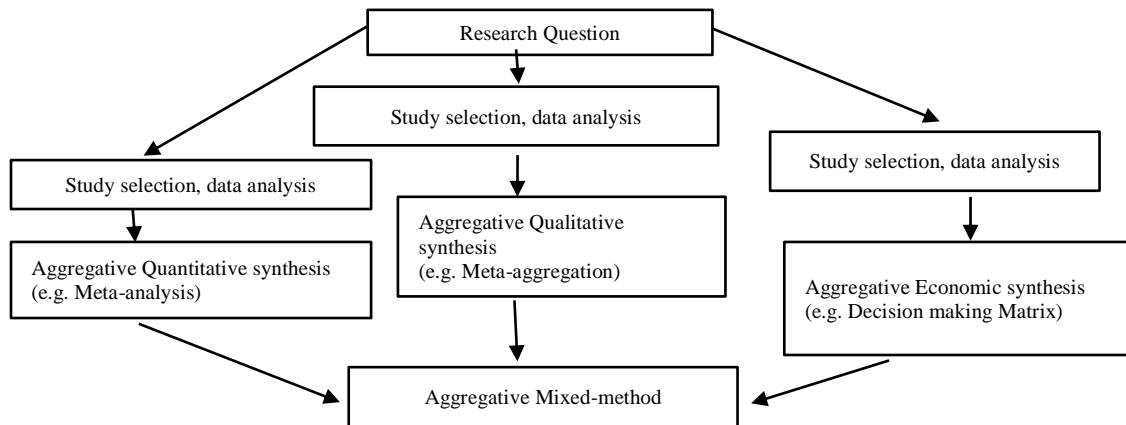 Research Question
Study selection, data analysis
Study selection, data analysis
Study selection, data analysis
Aggregative Quantitative synthesis
(e.g. Meta-analysis)
Aggregative Qualitative
synthesis
(e.g. Meta-aggregation)
Aggregative Economic synthesis
(e.g. Decision making Matrix)
Aggregative Mixed-method